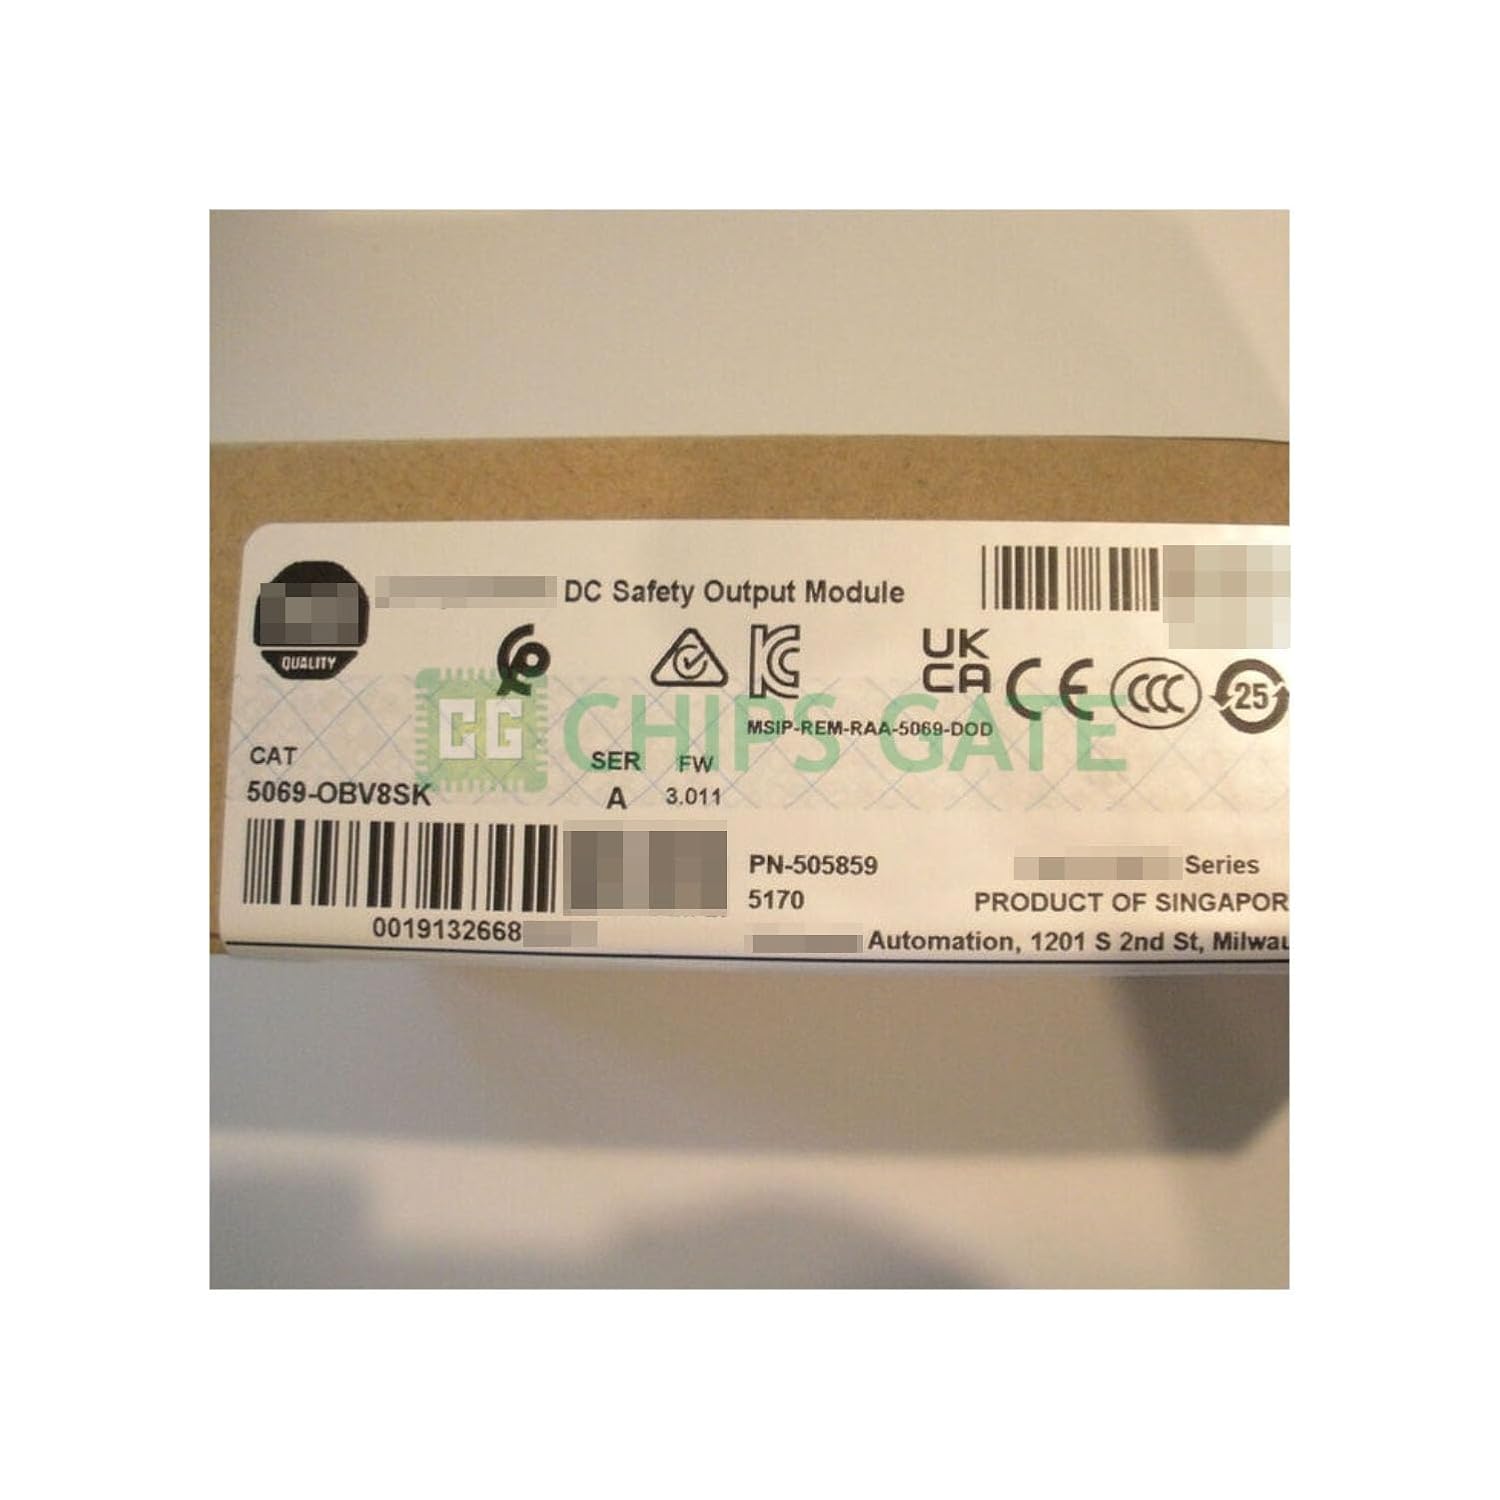 DC Safety Output Module
QUALITY
UK
CA
CE
CCC
25
MSIP-REM-RAA-5069-DOD
CG CHIPS GATE
CAT
SER
FW
5069-OBV8SK
A
3.011
PN-505859
Series
5170
PRODUCT OF SINGAPOR
0019132668
Automation, 1201 S 2nd St, Milwau